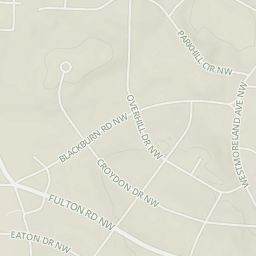 PARKHILL CIR NW
OVERHILL DR NW
WESTMORELAND AVE NW
BLACKBURN RD NW
CROYDON DR NW
FULTON RD NW
EATON DR NW